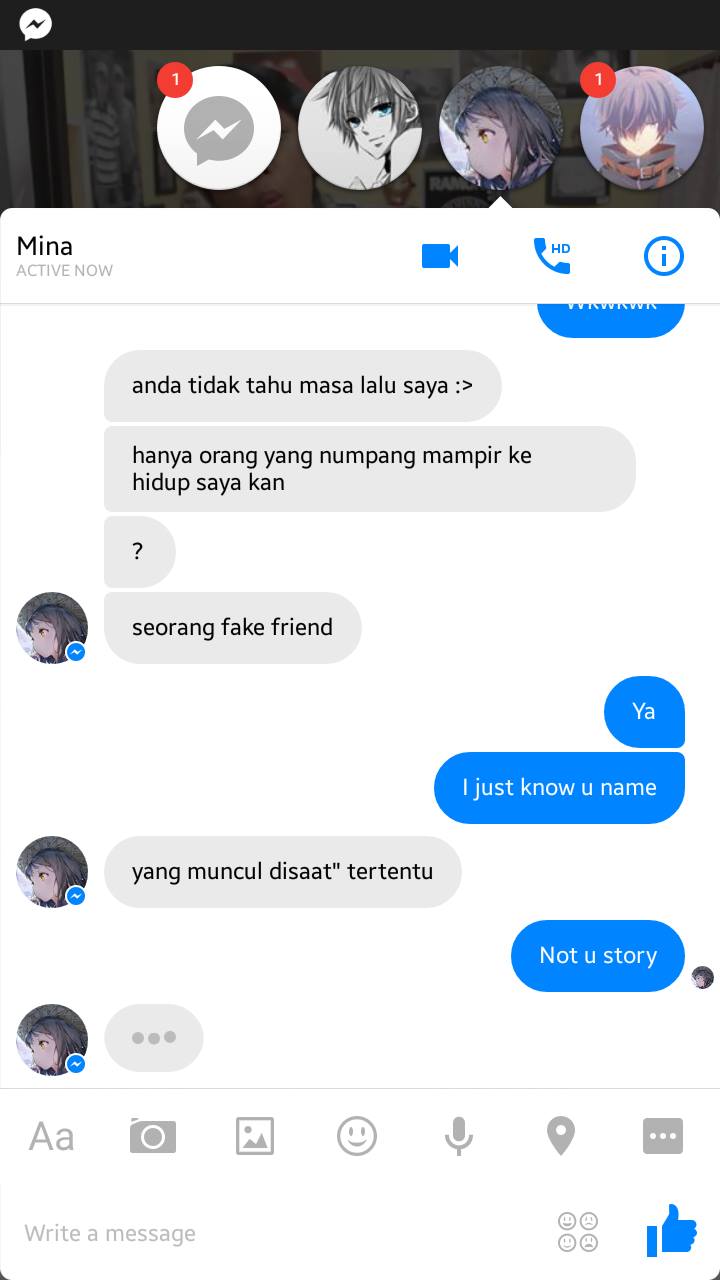 1
1
Mina
ACTIVE NOW
HD
wkwkwk
anda tidak tahu masa lalu saya :>
hanya orang yang numpang mampir ke
hidup saya kan
?
seorang fake friend
Ya
I just know u name
yang muncul disaat" tertentu
Not u story
Aa
Write a message